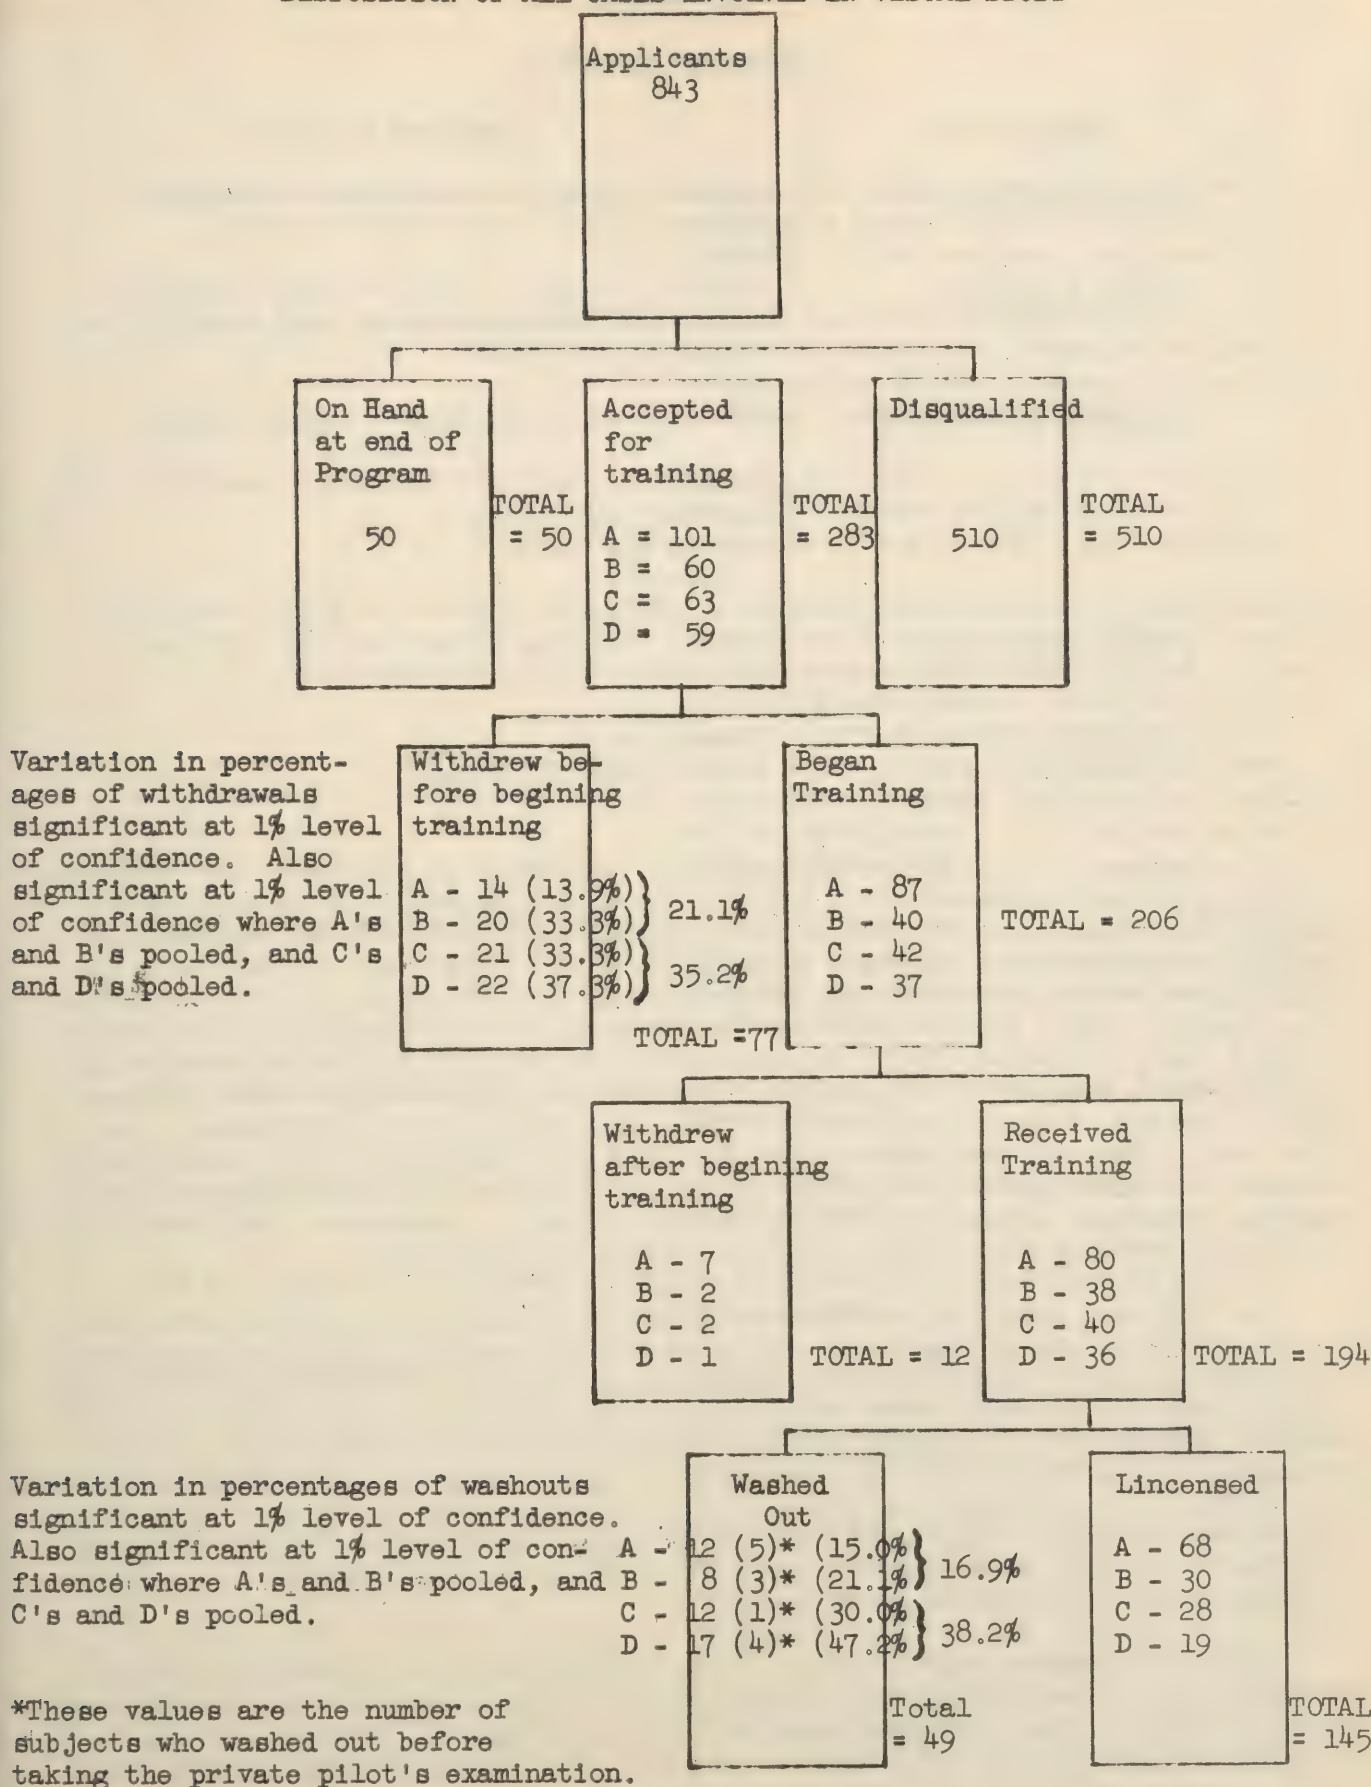 Applicants
843
On Hand
at end of
Program
50
TOTAL
= 50
Accepted
for
training
A = 101
B = 60
C = 63
D = 59
TOTAL
= 283
Disqualified
510
TOTAL
= 510
Variation in percent-
ages of withdrawals
significant at 1% level
of confidence. Also
significant at 1% level
of confidence where A's
and B's pooled, and C's
and D's pooled.
Withdrew be-
fore begining
training
A - 14 (13.9%)
B - 20 (33.3%)
C - 21 (33.3%)
D - 22 (37.3%)
21.1%
35.2%
TOTAL =77
Began
Training
A - 87
B - 40
C - 42
D - 37
TOTAL = 206
Withdrew
after begining
training
A - 7
B - 2
C - 2
D - 1
TOTAL = 12
Received
Training
A - 80
B - 38
C - 40
D - 36
TOTAL = 194
Variation in percentages of washouts
significant at 1% level of confidence.
Also significant at 1% level of con-
fidence where A's and B's pooled, and
C's and D's pooled.
Washed
Out
A - 12 (5)* (15.0%
B - 8 (3)* (21.1%
C - 12 (1)* (30.0%
D - 17 (4)* (47.2%
16.9%
38.2%
Total
= 49
Lincensed
A - 68
B - 30
C - 28
D - 19
TOTAL
= 145
*These values are the number of
subjects who washed out before
taking the private pilot's examination.